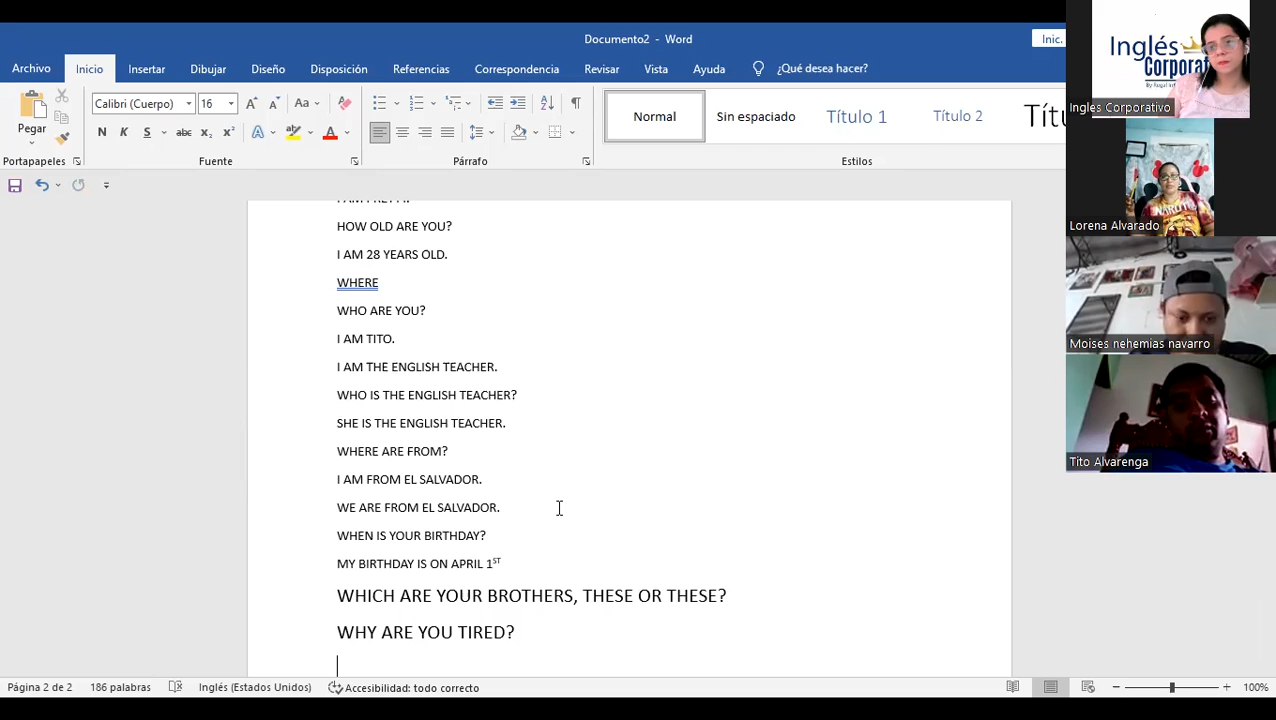 Documento2 - Word
Inic.
Archivo
Inicio
Insertar
Dibujar
Diseño
Disposición
Referencias
Correspondencia
Revisar
Vista
Ayuda
¿Qué desea hacer?
Pegar
Calibri (Cuerpo)
16
Normal
Sin espaciado
Título 1
Título 2
Portapapeles
Fuente
Párrafo
Estilos
HOW OLD ARE YOU?
I AM 28 YEARS OLD.
WHERE
WHO ARE YOU?
I AM TITO.
I AM THE ENGLISH TEACHER.
WHO IS THE ENGLISH TEACHER?
SHE IS THE ENGLISH TEACHER.
WHERE ARE FROM?
I AM FROM EL SALVADOR.
WE ARE FROM EL SALVADOR.
WHEN IS YOUR BIRTHDAY?
MY BIRTHDAY IS ON APRIL 1ST
WHICH ARE YOUR BROTHERS, THESE OR THESE?
WHY ARE YOU TIRED?
Página 2 de 2
186 palabras
Inglés (Estados Unidos)
Accesibilidad: todo correcto
100%
Inglés
Ingles Corporativo
Lorena Alvarado
Moises nehemias navarro
Tito Alvarenga